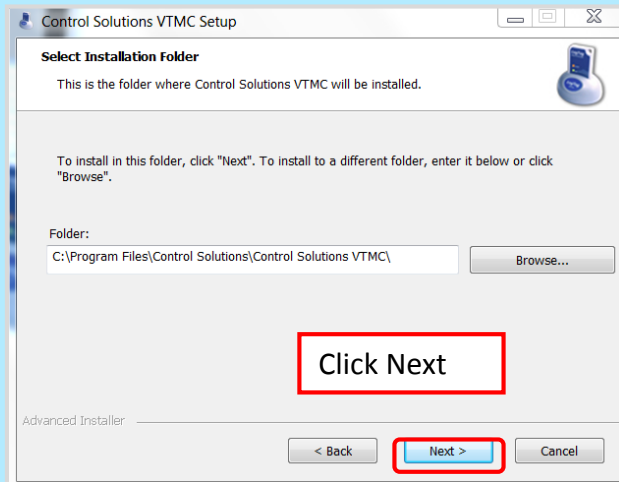 Control Solutions VTMC Setup
Select Installation Folder
This is the folder where Control Solutions VTMC will be installed.
To install in this folder, click "Next". To install to a different folder, enter it below or click
"Browse".
Folder:
C:\Program Files\Control Solutions\Control Solutions VTMC\
Browse...
Click Next
Advanced Installer
< Back
Next >
Cancel